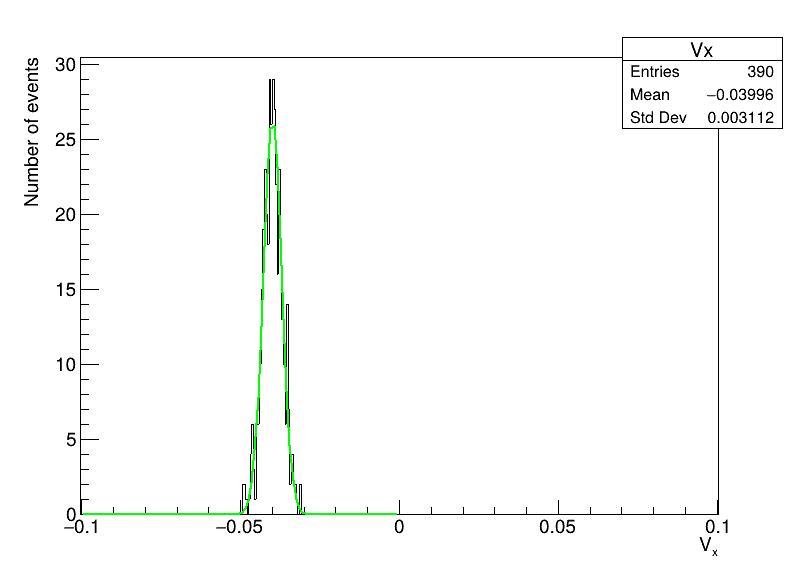 Vx
Entries 390
Mean −0.03996
Std Dev 0.003112
Number of events
30
25
20
15
10
5
0
−0.1 −0.05 0 0.05 0.1
Vx